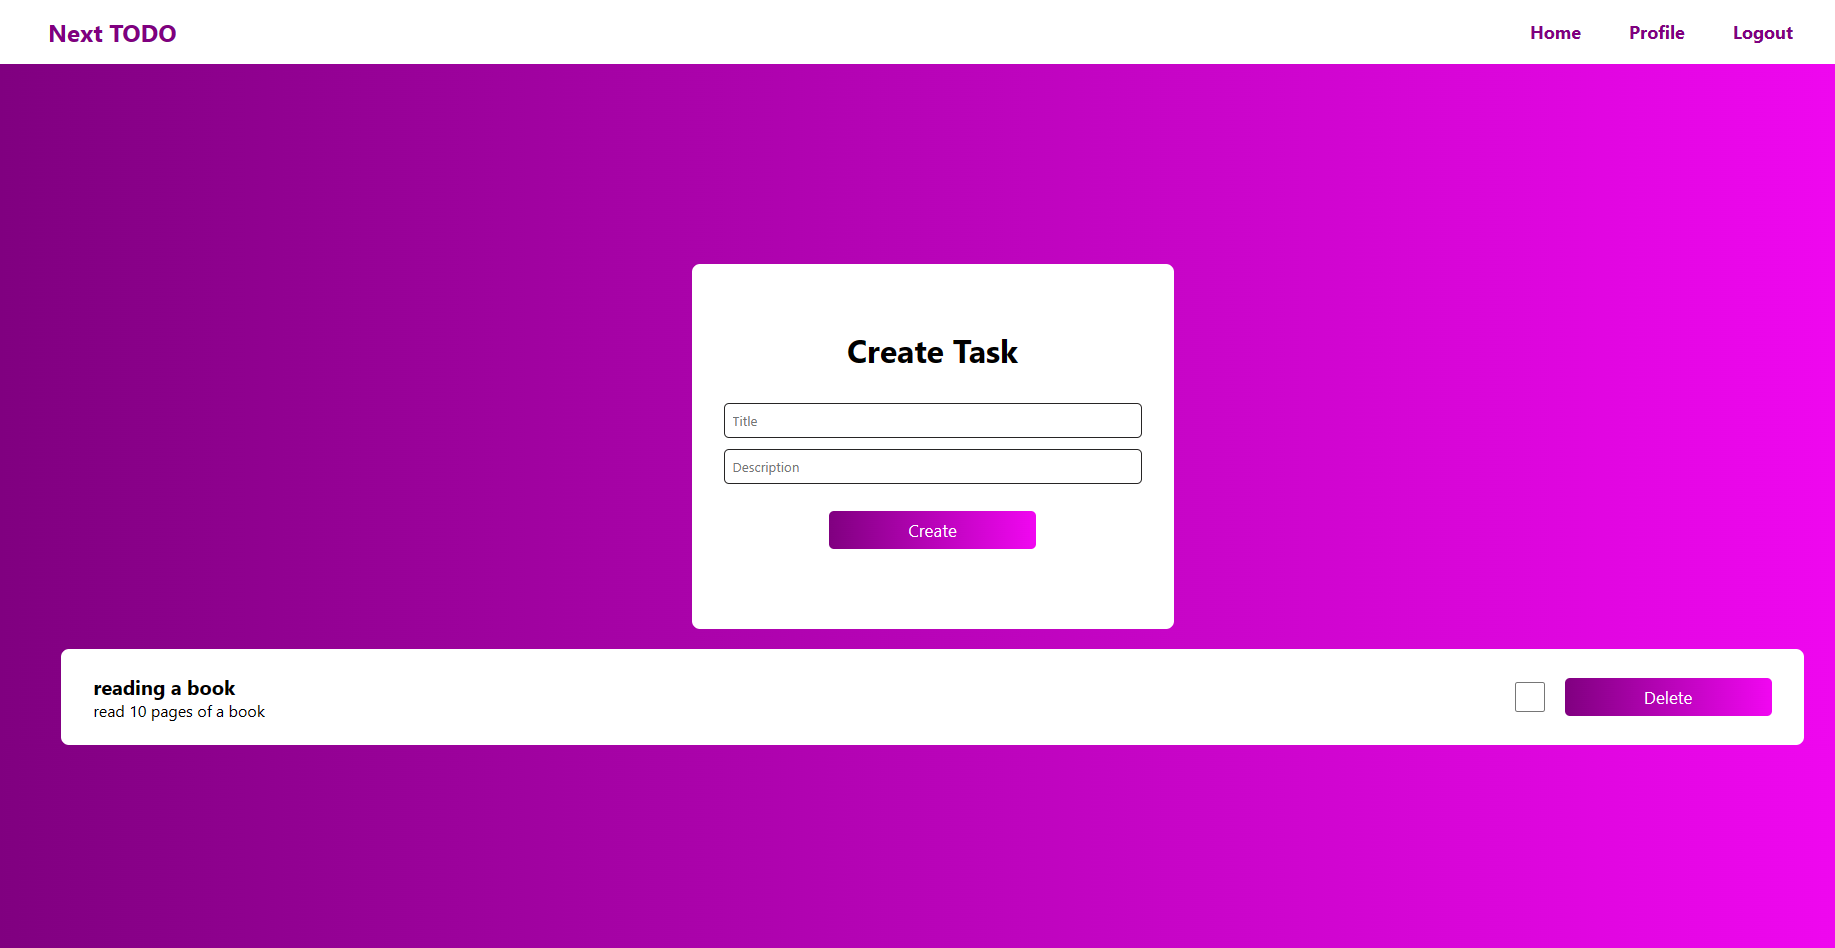 Next TODO
Home Profile Logout
Create Task
Title
Description
Create
reading a book
read 10 pages of a book
Delete